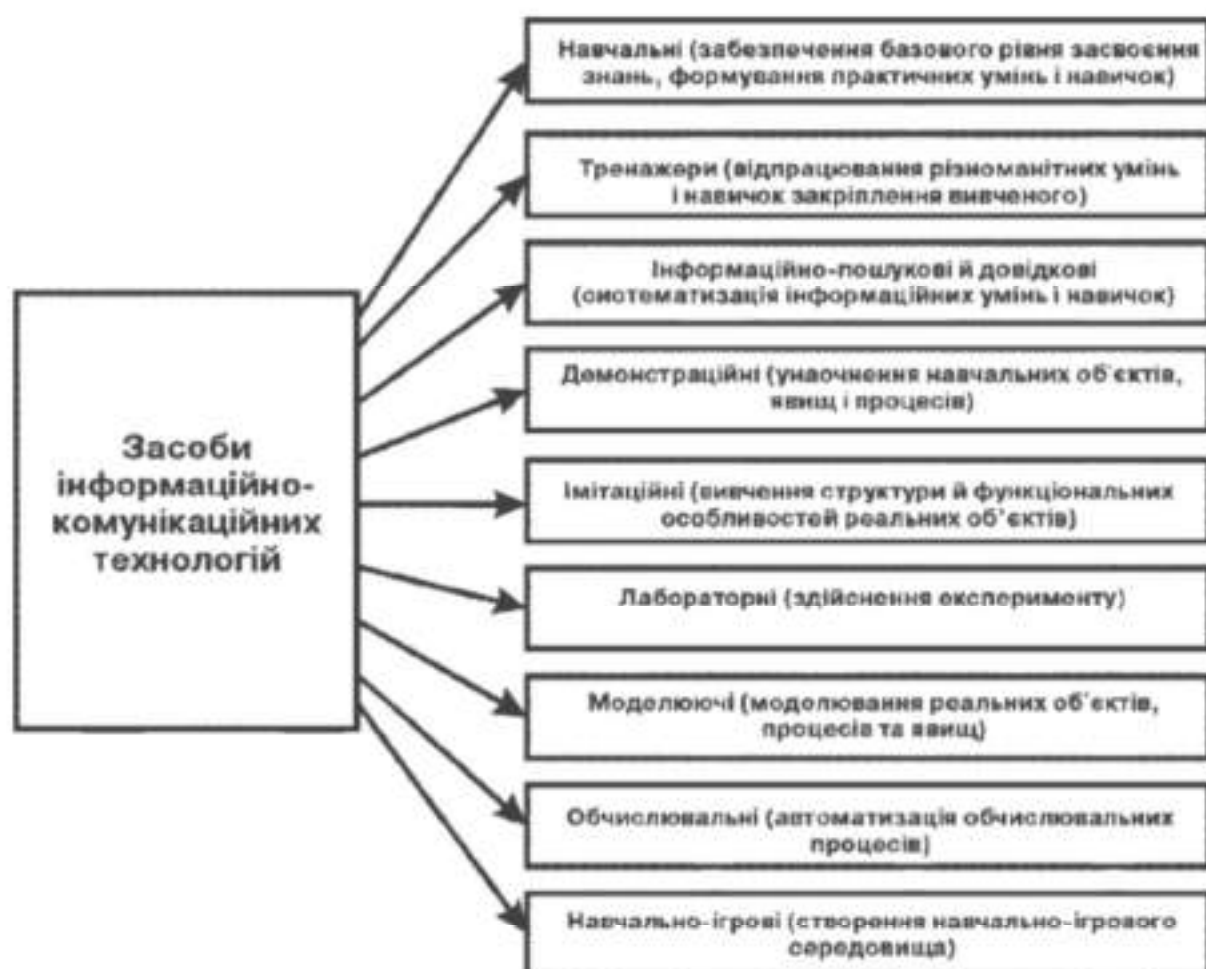 Засоби
інформаційно-
комунікаційних
технологій
Навчальні (забезпечення базового рівня засвоєння
знань, формування практичних умінь і навичок)
Тренажери (відпрацювання різноманітних умінь
і навичок закріплення вивченого)
Інформаційно-пошукові й довідкові
(систематизація інформаційних умінь і навичок)
Демонстраційні (унаочнення навчальних об'єктів,
явищ і процесів)
Імітаційні (вивчення структури й функціональних
особливостей реальних об'єктів)
Лабораторні (здійснення експерименту)
Моделюючі (моделювання реальних об'єктів,
процесів та явищ)
Обчислювальні (автоматизація обчислювальних
процесів)
Навчально-ігрові (створення навчально-ігрового
середовища)